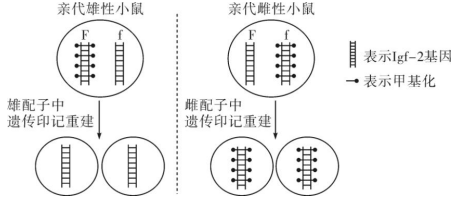 亲代雄性小鼠
亲代雌性小鼠
F f
F f
表示Igf-2基因
表示甲基化
雄配子中
遗传印记重建
雌配子中
遗传印记重建